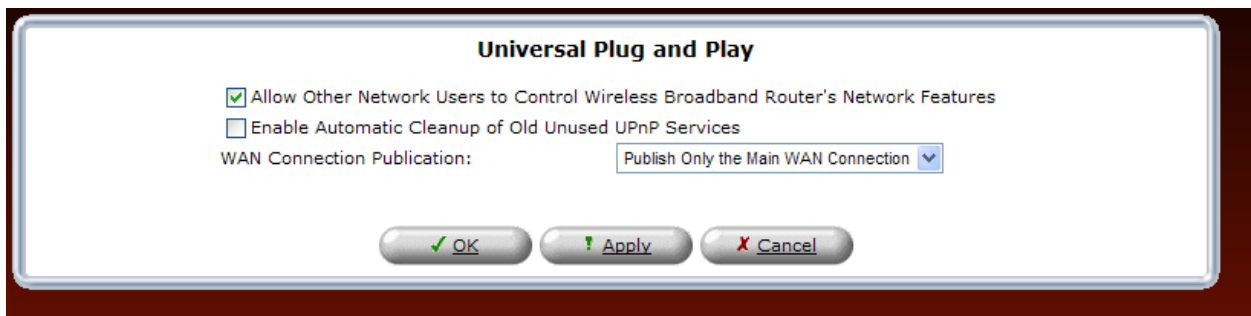 Universal Plug and Play
Allow Other Network Users to Control Wireless Broadband Router's Network Features
Enable Automatic Cleanup of Old Unused UPnP Services
WAN Connection Publication: Publish Only the Main WAN Connection
OK Apply Cancel